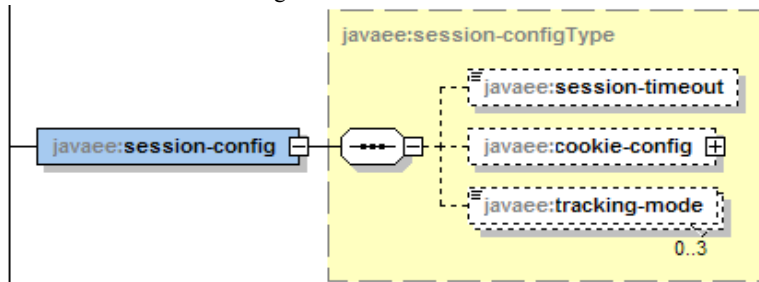 javaee:session-configType
javaee:session-timeout
javaee:session-config
javaee:cookie-config
javaee:tracking-mode
0..3